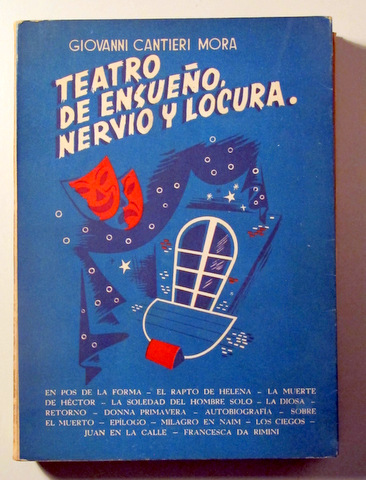 GIOVANNI CANTIERI MORA
TEATRO
DE ENSUEÑO,
NERVIO Y LOCURA.
EN POS DE LA FORMA – EL RAPTO DE HELENA – LA MUERTE
DE HÉCTOR – LA SOLEDAD DEL HOMBRE SOLO – LA DIOSA –
RETORNO – DONNA PRIMAVERA – AUTOBIOGRAFIA – SOBRE
EL MUERTO – EPÍLOGO – MILAGRO EN NAIM – LOS CIEGOS –
JUAN EN LA CALLE – FRANCESCA DA RIMINI